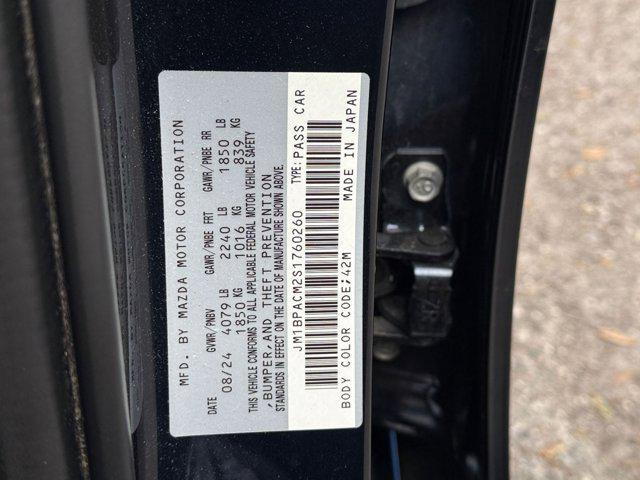 MFD. BY MAZDA MOTOR CORPORATION
DATE GVWR/PNBV GAWR/PNBE FRT GAWR/PNBE RR
08/24 4079 LB 2240 LB 1850 LB
1850 KG 1016 KG 839 KG
THIS VEHICLE CONFORMS TO ALL APPLICABLE FEDERAL MOTOR VEHICLE SAFETY
,BUMPER,AND THEFT PREVENTION
STANDARDS IN EFFECT ON THE DATE OF MANUFACTURE SHOWN ABOVE.
JM1BPACM2S1760260 TYPE:PASS CAR
BODY COLOR CODE;42M MADE IN JAPAN